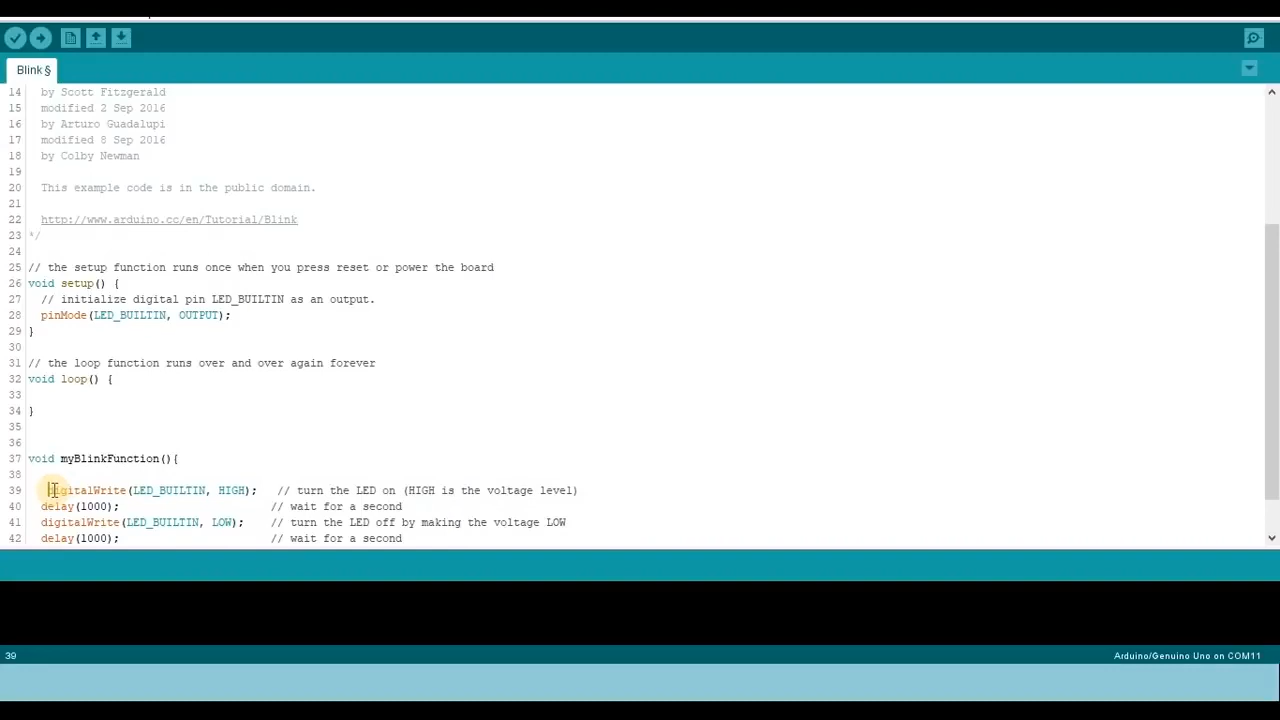 Blink §
14 by Scott Fitzgerald
15 modified 2 Sep 2016
16 by Arturo Guadalupi
17 modified 8 Sep 2016
18 by Colby Newman
19
20 This example code is in the public domain.
21
22 http://www.arduino.cc/en/Tutorial/Blink
23 */
24
25 // the setup function runs once when you press reset or power the board
26 void setup() {
27 // initialize digital pin LED_BUILTIN as an output.
28 pinMode(LED_BUILTIN, OUTPUT);
29 }
30
31 // the loop function runs over and over again forever
32 void loop() {
33
34 }
35
36
37 void myBlinkFunction(){
38
39 digitalWrite(LED_BUILTIN, HIGH); // turn the LED on (HIGH is the voltage level)
40 delay(1000); // wait for a second
41 digitalWrite(LED_BUILTIN, LOW); // turn the LED off by making the voltage LOW
42 delay(1000); // wait for a second
39 Arduino/Genuino Uno on COM11